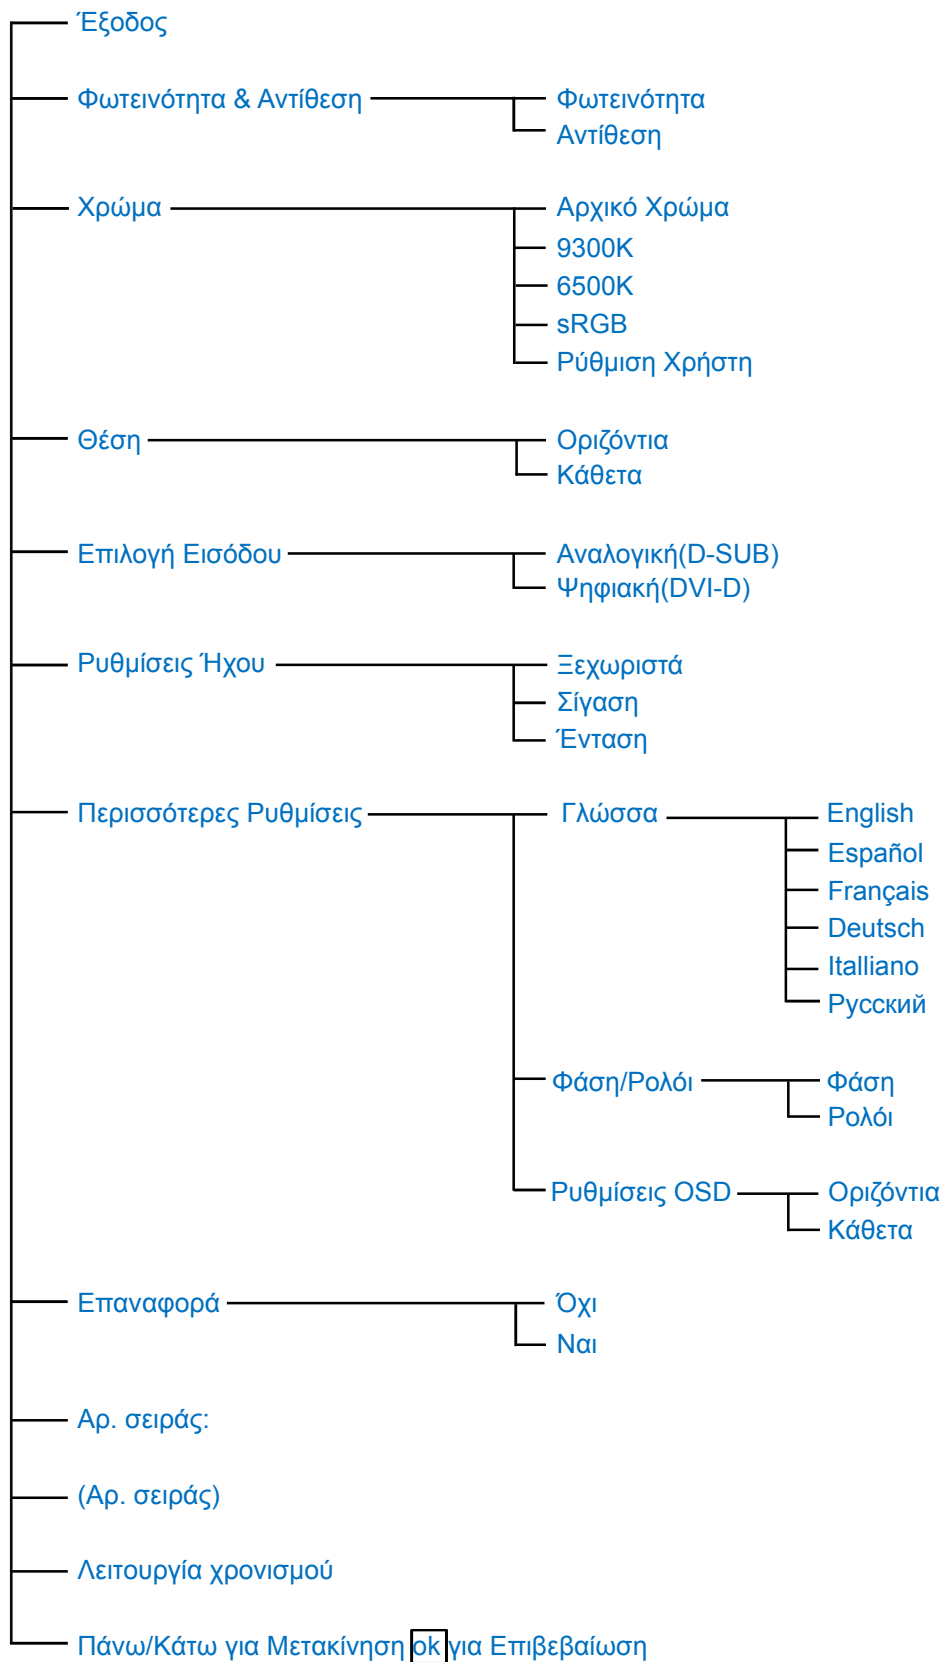 Έξοδος
Φωτεινότητα & Αντίθεση
Φωτεινότητα
Αντίθεση
Χρώμα
Αρχικό Χρώμα
9300K
6500K
sRGB
Ρύθμιση Χρήστη
Θέση
Οριζόντια
Κάθετα
Επιλογή Εισόδου
Αναλογική(D-SUB)
Ψηφιακή(DVI-D)
Ρυθμίσεις Ήχου
Ξεχωριστά
Σίγαση
Ένταση
Περισσότερες Ρυθμίσεις
Γλώσσα
English
Español
Français
Deutsch
Italliano
Русский
Φάση/Ρολόι
Φάση
Ρολόι
Ρυθμίσεις OSD
Οριζόντια
Κάθετα
Επαναφορά
Όχι
Ναι
Αρ. σειράς:
(Αρ. σειράς)
Λειτουργία χρονισμού
Πάνω/Κάτω για Μετακίνηση ok για Επιβεβαίωση